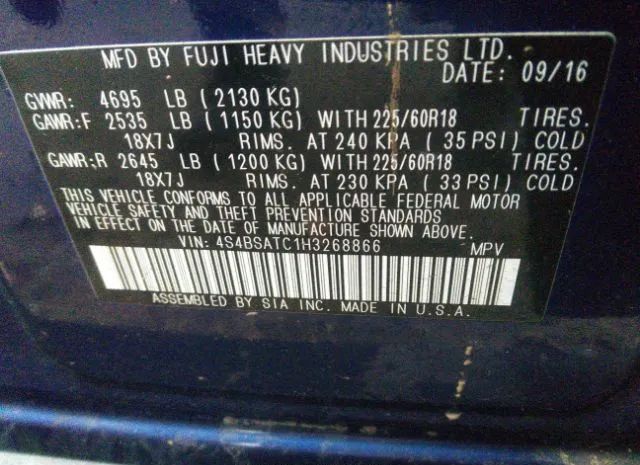 MFD BY FUJI HEAVY INDUSTRIES LTD.
DATE: 09/16
GVWR: 4695 LB ( 2130 KG)
GAWR:F 2535 LB ( 1150 KG) WITH 225/60R18 TIRES.
18X7J RIMS. AT 240 KPA ( 35 PSI) COLD
GAWR:R 2645 LB ( 1200 KG) WITH 225/60R18 TIRES.
18X7J RIMS. AT 230 KPA ( 33 PSI) COLD
THIS VEHICLE CONFORMS TO ALL APPLICABLE FEDERAL MOTOR
VEHICLE SAFETY AND THEFT PREVENTION STANDARDS
IN EFFECT ON THE DATE OF MANUFACTURE SHOWN ABOVE.
VIN: 4S4BSATC1H3268866 MPV
ASSEMBLED BY SIA INC. MADE IN U.S.A.